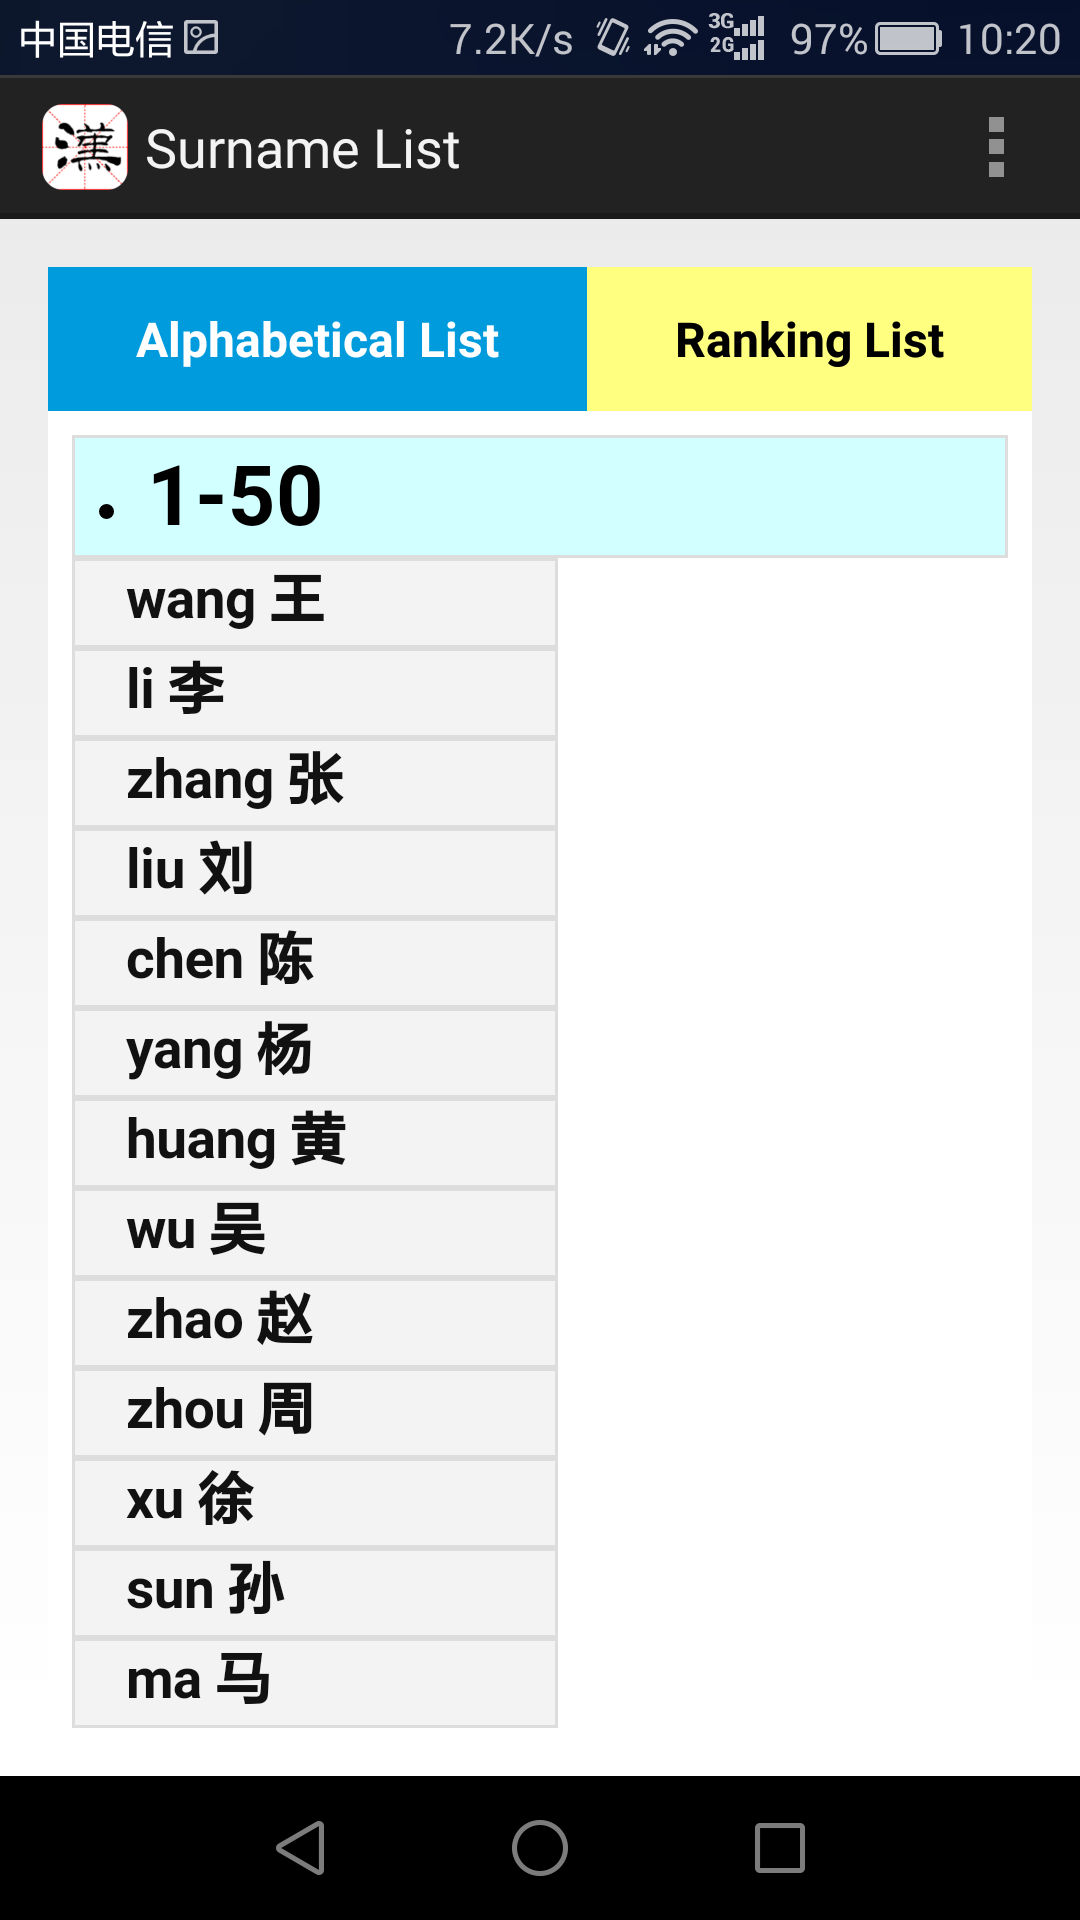 中国电信 7.2K/s 3G 2G 97% 10:20
漢 Surname List
Alphabetical List Ranking List
. 1-50
wang 王
li 李
zhang 张
liu 刘
chen 陈
yang 杨
huang 黄
wu 吴
zhao 赵
zhou 周
xu 徐
sun 孙
ma 马